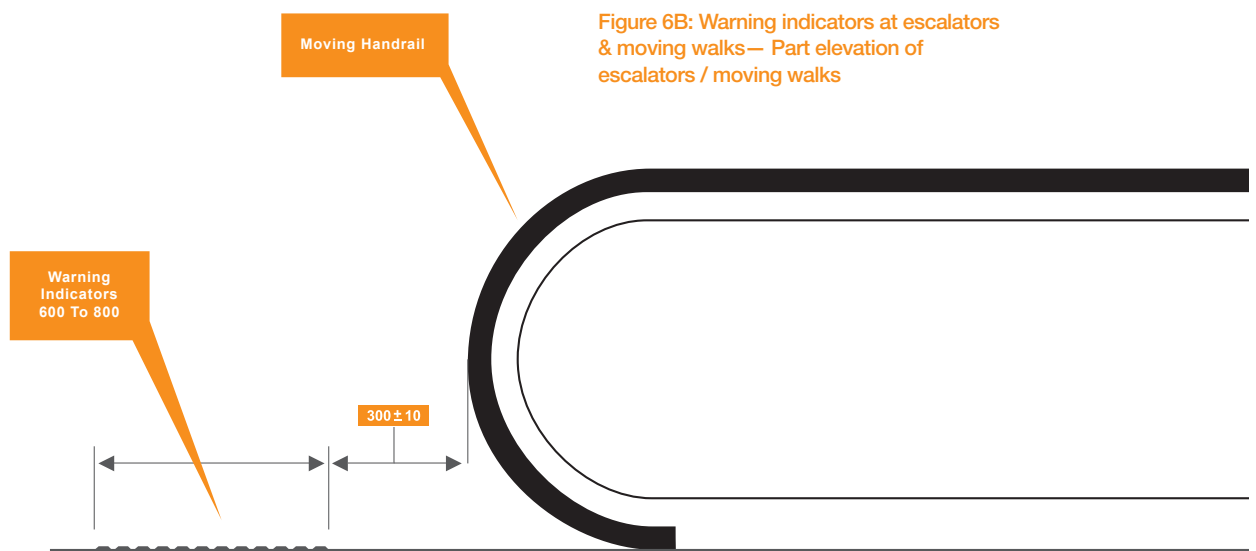 Moving Handrail
Figure 6B: Warning indicators at escalators
& moving walks— Part elevation of
escalators / moving walks
Warning
Indicators
600 To 800
300 ± 10